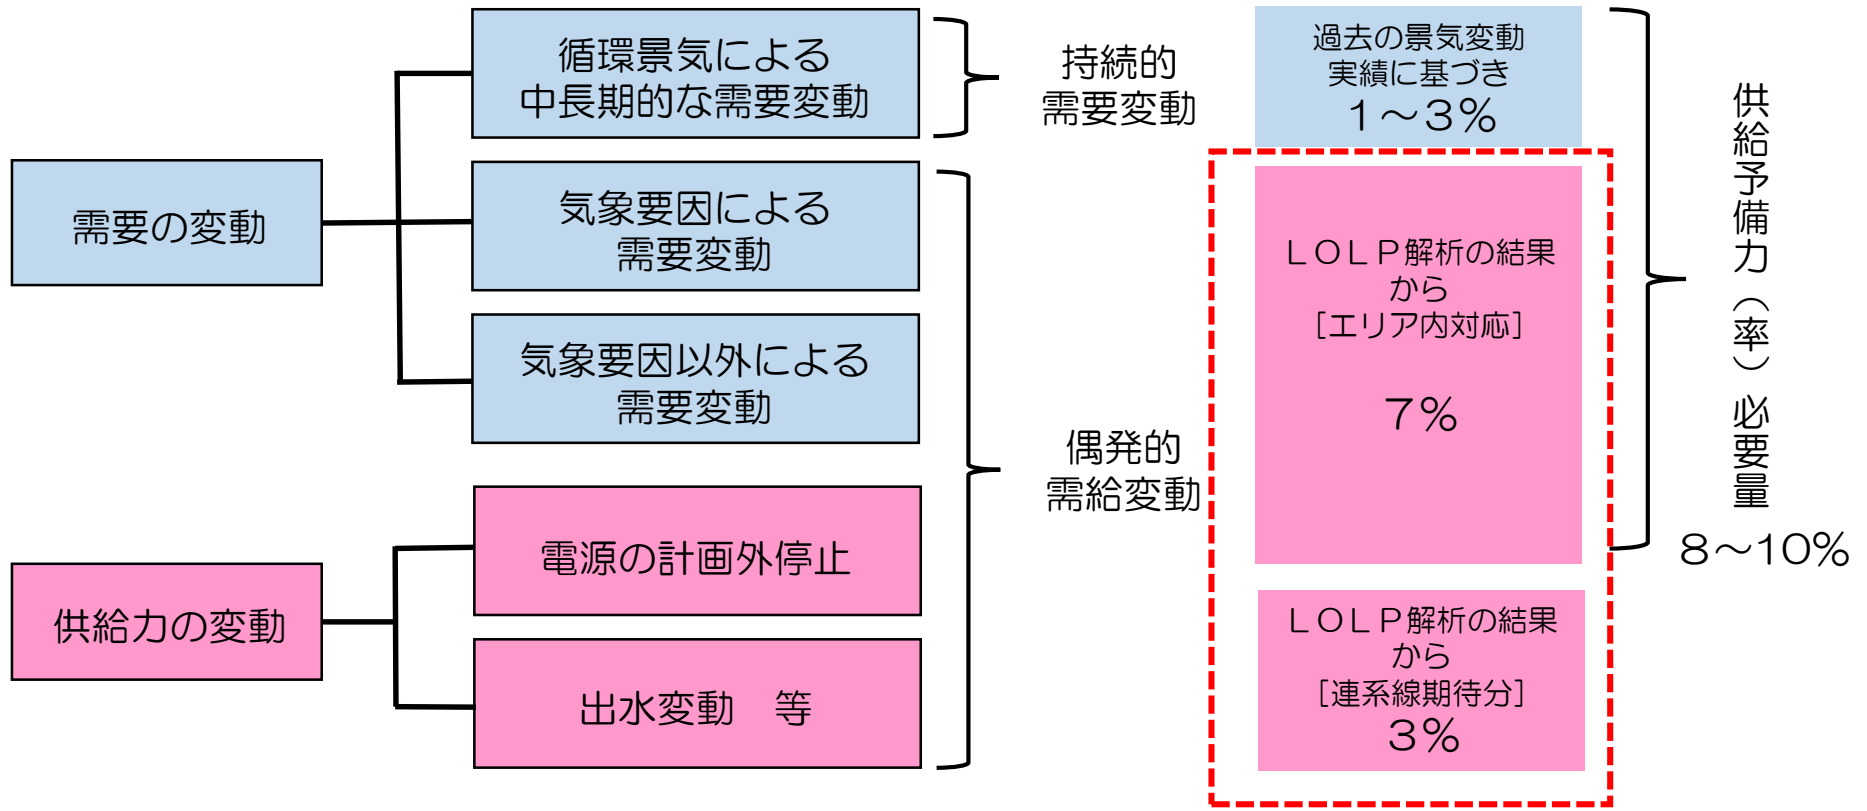 需要の変動
供給力の変動
循環景気による
中長期的な需要変動
気象要因による
需要変動
気象要因以外による
需要変動
電源の計画外停止
出水変動　等
持続的
需要変動
偶発的
需給変動
過去の景気変動
実績に基づき
１～３％
ＬＯＬＰ解析の結果
から
［エリア内対応］
７％
ＬＯＬＰ解析の結果
から
［連系線期待分］
３％
供給予備力（率）必要量
８～１０％